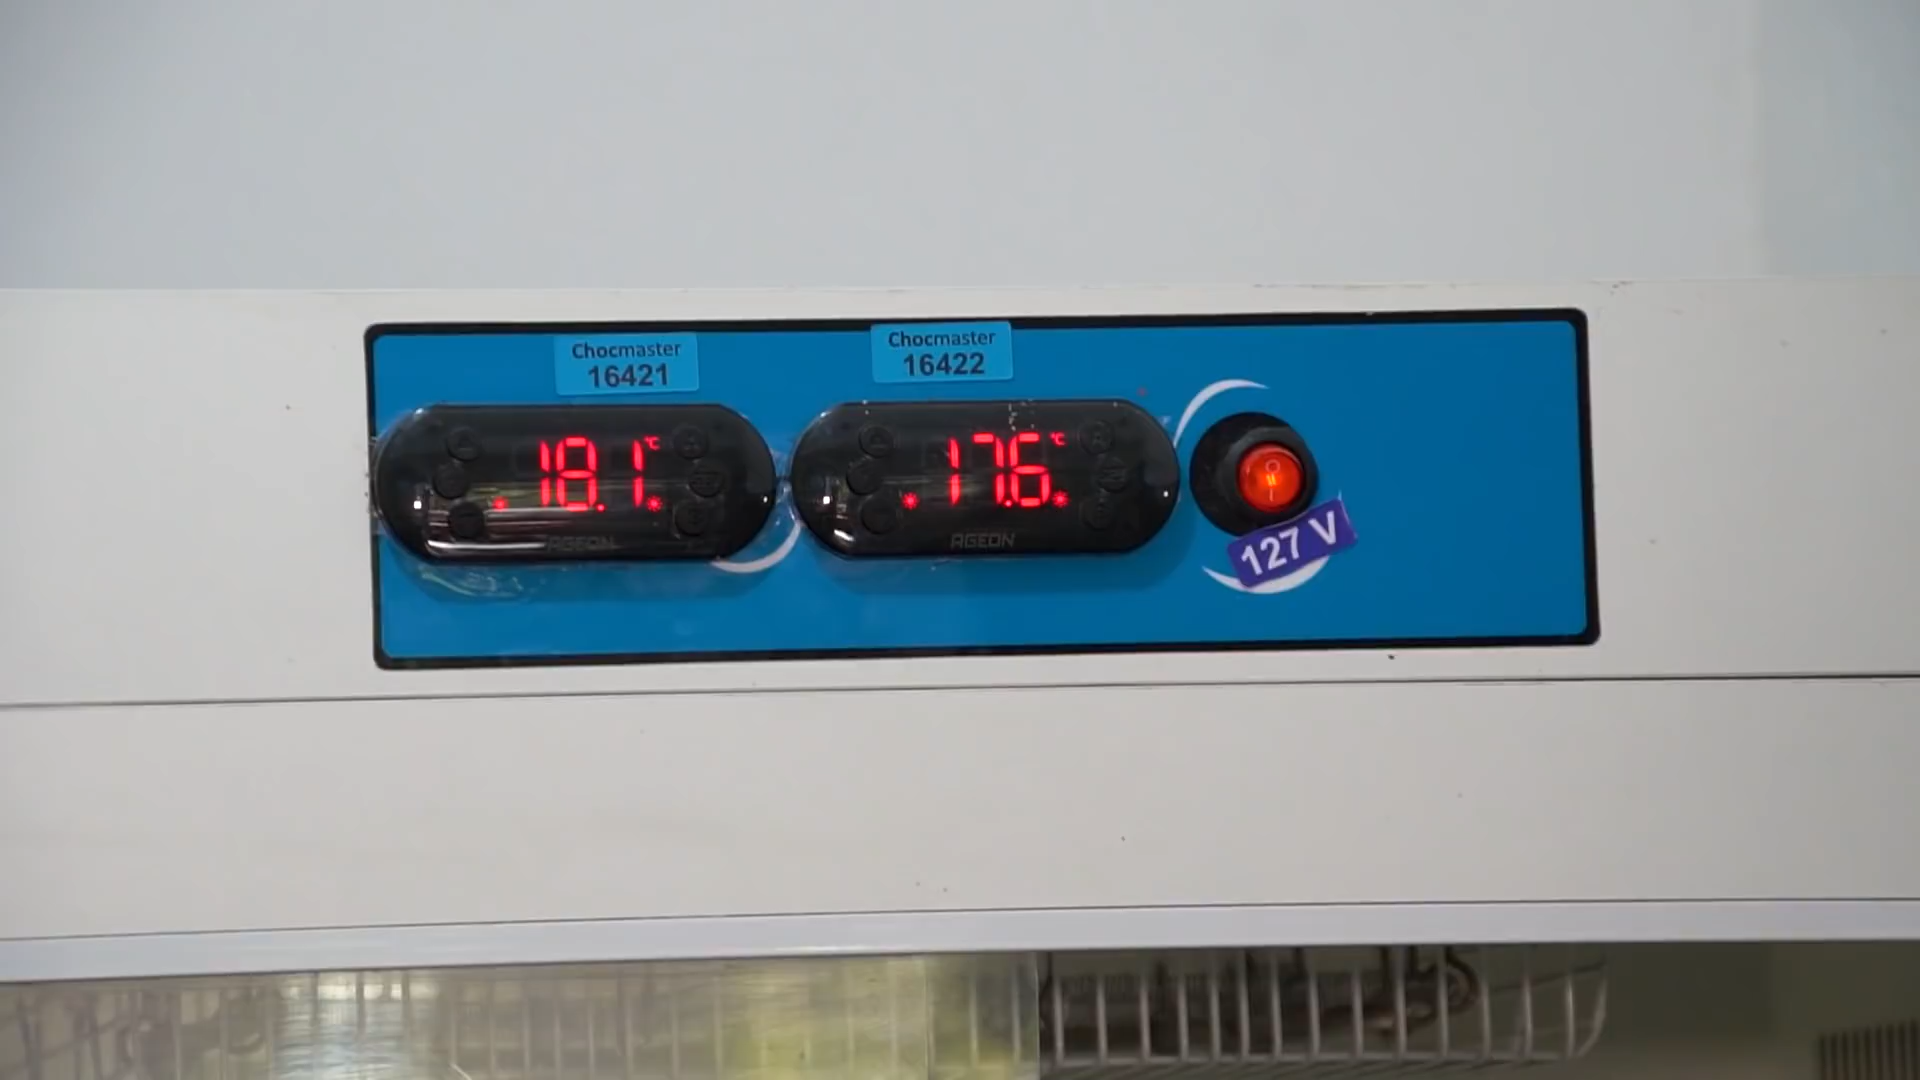 Chocmaster
16421
Chocmaster
16422
18.1 °C
AGEON
17.6 °C
AGEON
127 V